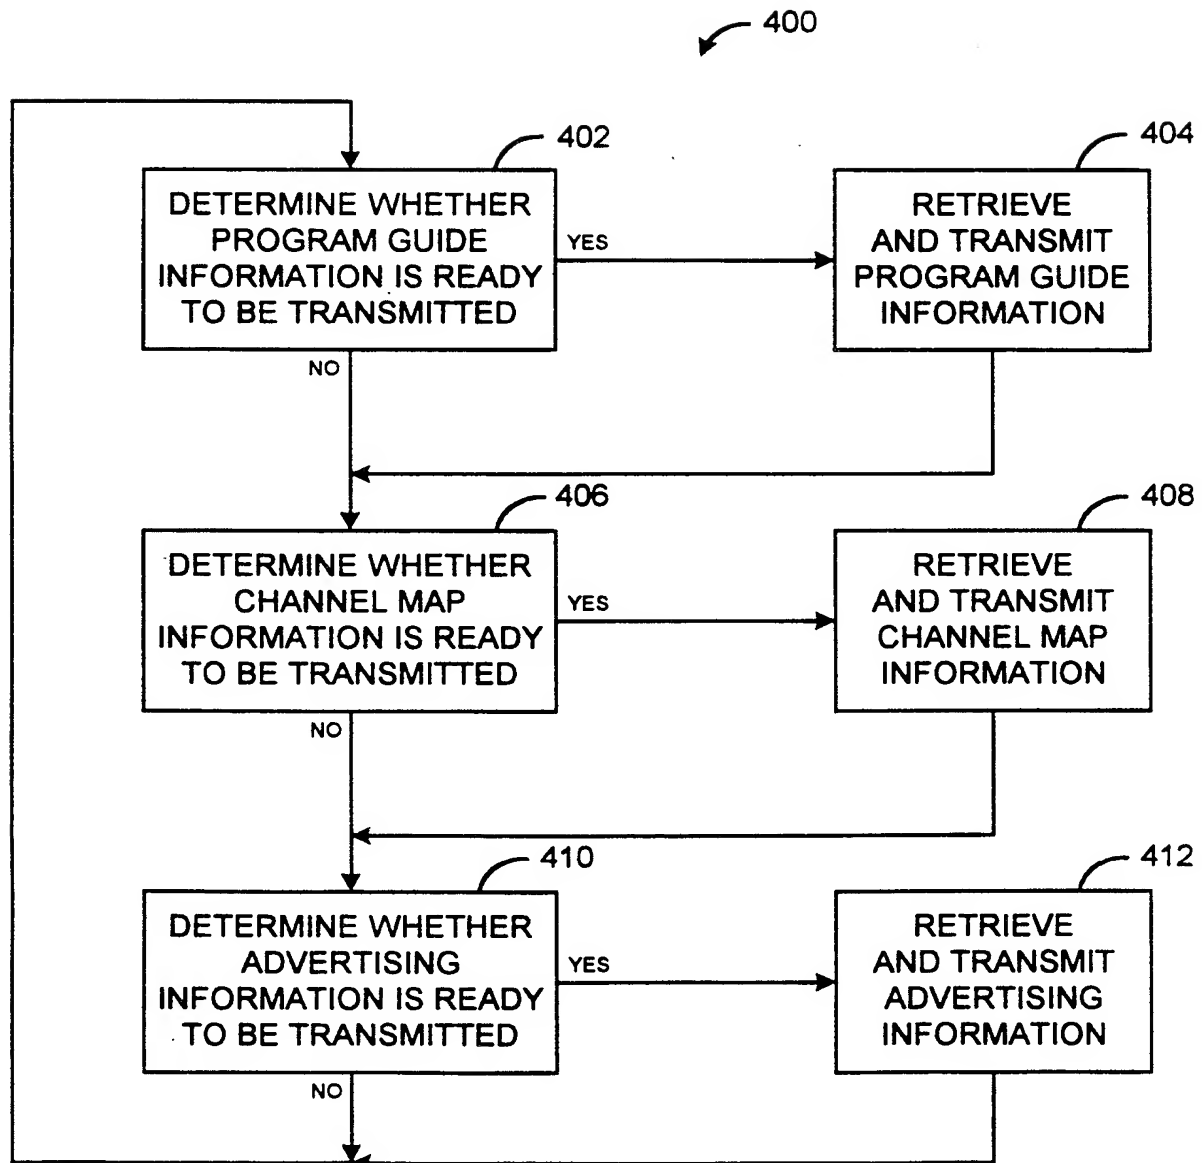 400
402
404
DETERMINE WHETHER
PROGRAM GUIDE
INFORMATION IS READY
TO BE TRANSMITTED
YES
RETRIEVE
AND TRANSMIT
PROGRAM GUIDE
INFORMATION
NO
406
408
DETERMINE WHETHER
CHANNEL MAP
INFORMATION IS READY
TO BE TRANSMITTED
YES
RETRIEVE
AND TRANSMIT
CHANNEL MAP
INFORMATION
NO
410
412
DETERMINE WHETHER
ADVERTISING
INFORMATION IS READY
TO BE TRANSMITTED
YES
RETRIEVE
AND TRANSMIT
ADVERTISING
INFORMATION
NO